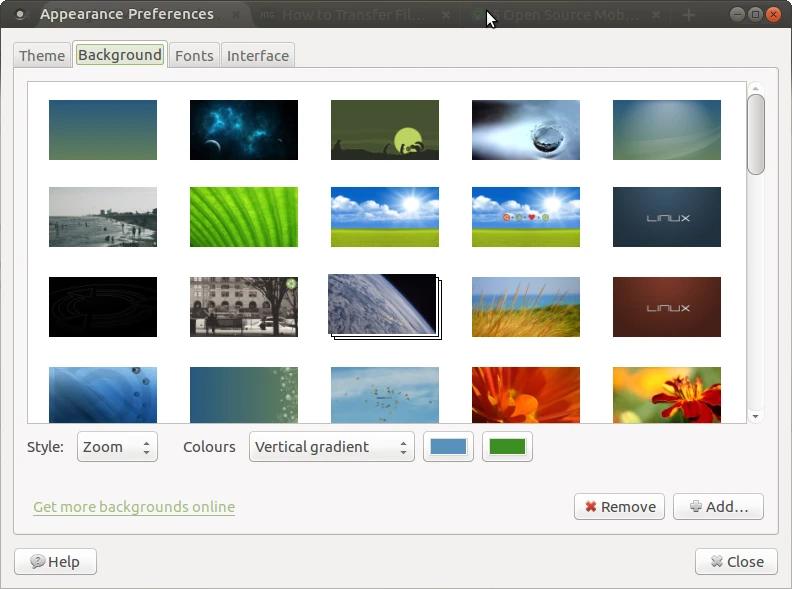 Appearance Preferences
How to Transfer Fil...
5 Open Source Mob...
Theme
Background
Fonts
Interface
LINUX
LINUX
Style:
Zoom
Colours
Vertical gradient
Get more backgrounds online
Remove
Add...
Help
Close